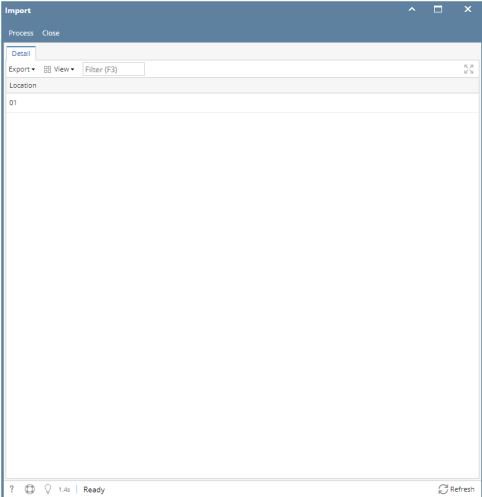 Import
Process Close
Detail
Export View Filter (F3)
Location
01
? 1.4s Ready Refresh